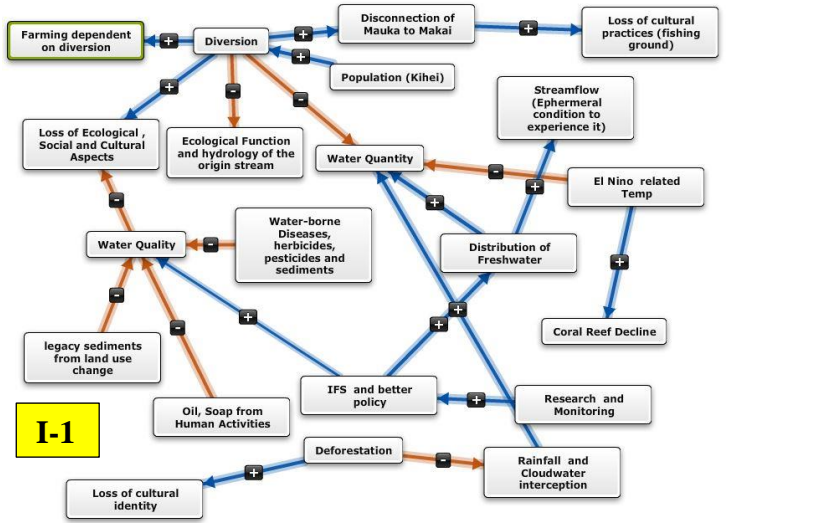 Farming dependent
on diversion
Diversion
Disconnection of
Mauka to Makai
Loss of cultural
practices (fishing
ground)
Population (Kihei)
Streamflow
(Ephermeral
condition to
experience it)
Loss of Ecological ,
Social and Cultural
Aspects
Ecological Function
and hydrology of the
origin stream
Water Quantity
El Nino related
Temp
Water Quality
Water-borne
Diseases,
herbicides,
pesticides and
sediments
Distribution of
Freshwater
Coral Reef Decline
legacy sediments
from land use
change
Oil, Soap from
Human Activities
IFS and better
policy
Research and
Monitoring
I-1
Deforestation
Rainfall and
Cloudwater
interception
Loss of cultural
identity